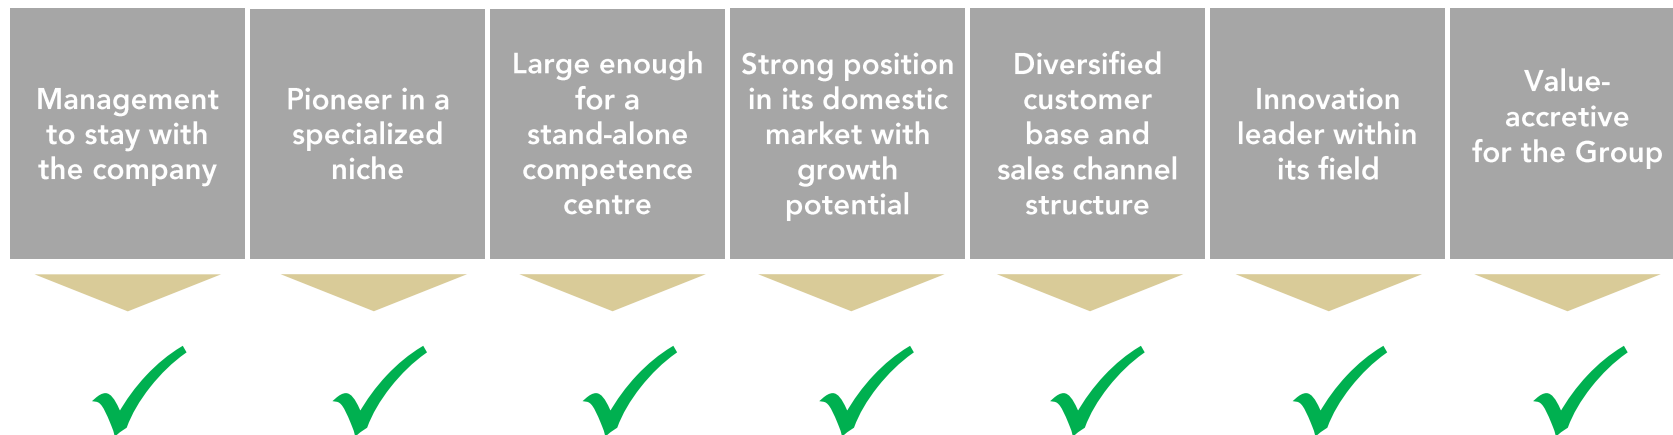 Management
to stay with
the company
Pioneer in a
specialized
niche
Large enough
for a
stand-alone
competence
centre
Strong position
in its domestic
market with
growth
potential
Diversified
customer
base and
sales channel
structure
Innovation
leader within
its field
Value-
accretive
for the Group